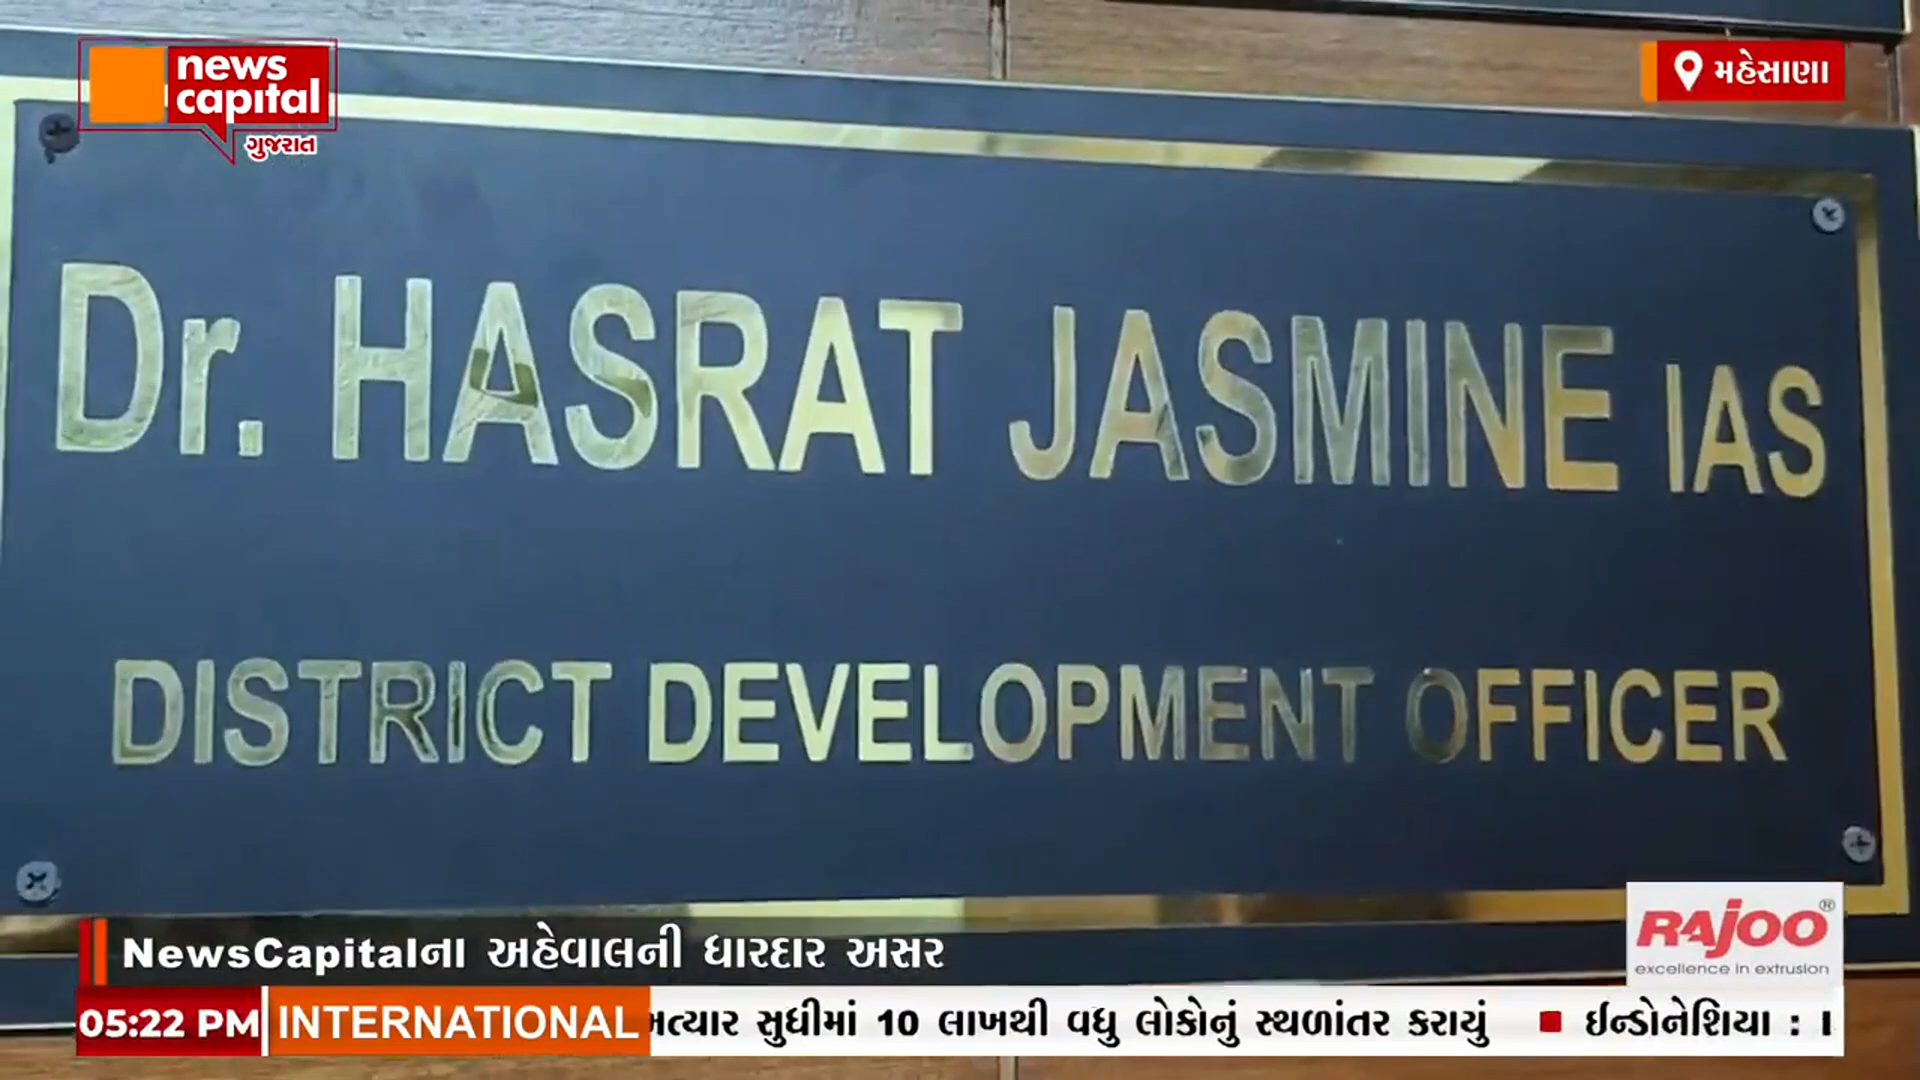 news
capital
ગુજરાત
મહેસાણા
Dr. HASRAT JASMINE IAS
DISTRICT DEVELOPMENT OFFICER
RAJOO®
excellence in extrusion
NewsCapitalના અહેવાલની ધારદાર અસર
05:22 PM INTERNATIONAL સુધીમાં 10 લાખથી વધુ લોકોનું સ્થળાંતર કરાયું ■ ઈન્ડોનેશિયા :